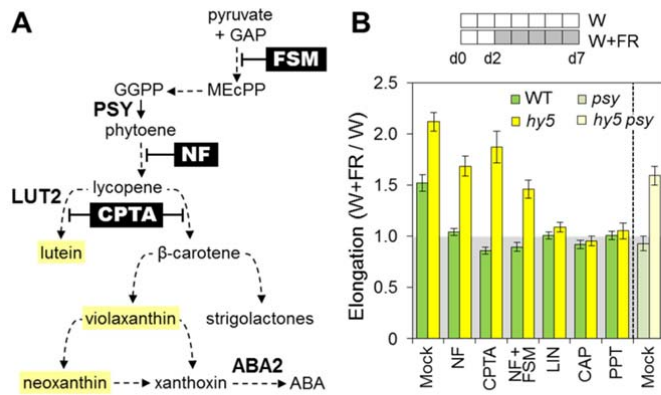 A
pyruvate
+ GAP
FSM
GGPP
MEcPP
PSY
phytoene
NF
LUT2
lycopene
CPTA
lutein
β-carotene
violaxanthin
strigolactones
neoxanthin
xanthoxin
ABA2
ABA
B
W
W+FR
d0
d2
d7
Elongation (W+FR / W)
2.5
2.0
1.5
1.0
0.5
0
WT
psy
hy5
hy5 psy
Mock
NF
CPTA
NF+
FSM
LIN
CAP
PPT
Mock